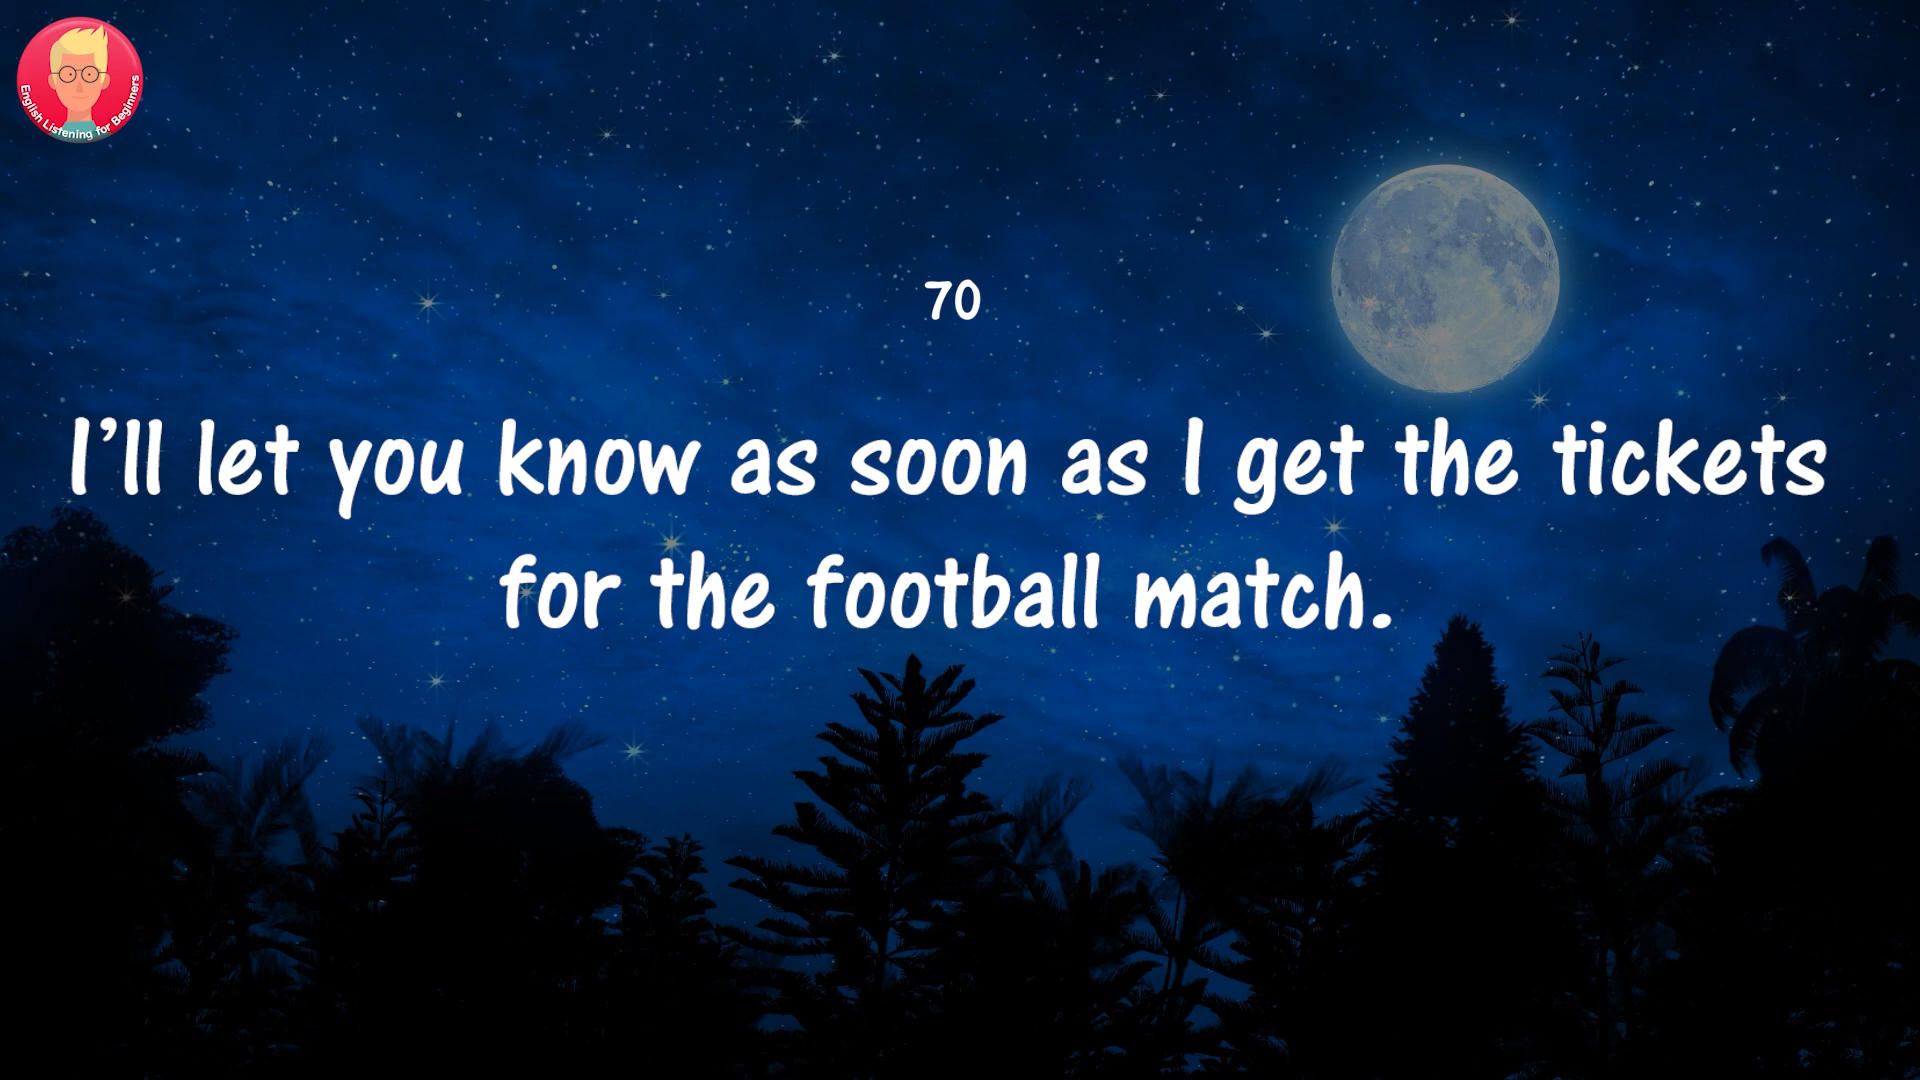 English Listening for Beginners
70
I'll let you know as soon as I get the tickets
for the football match.